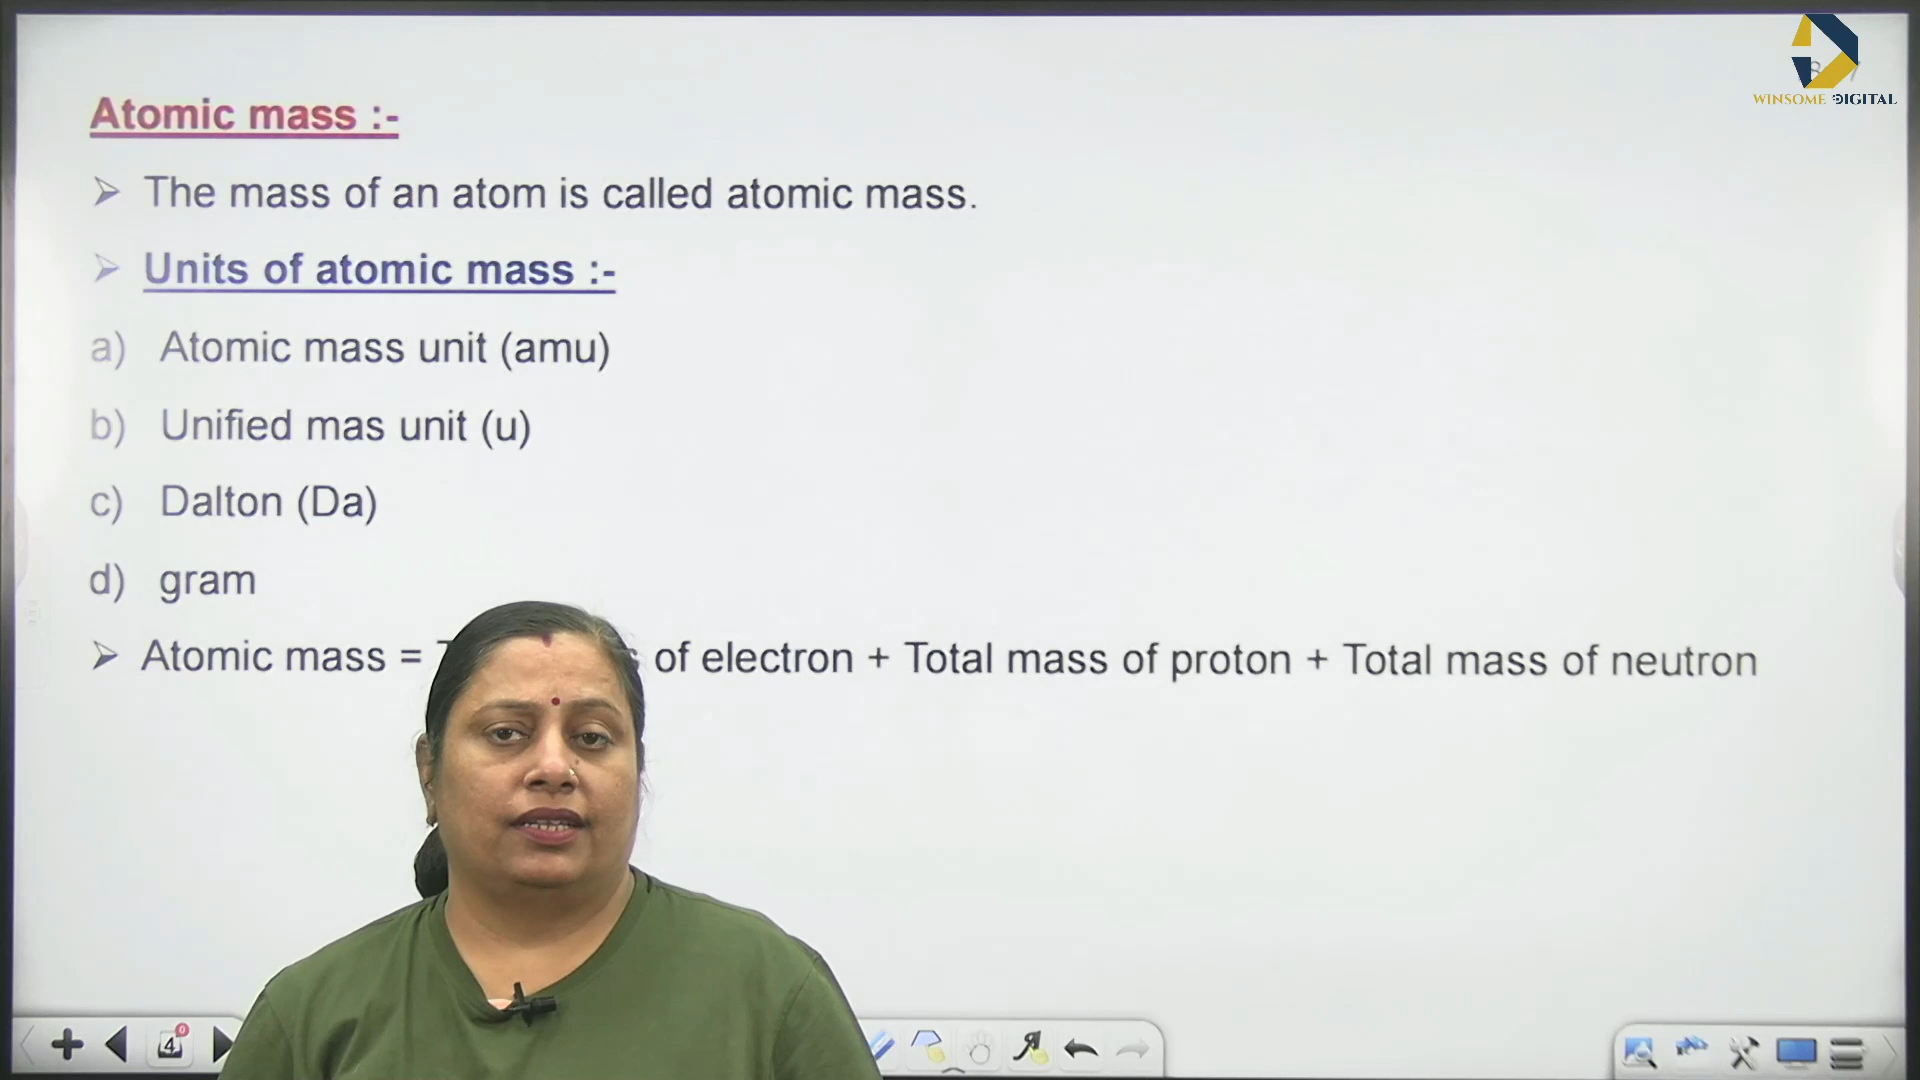 WINSOME DIGITAL
Atomic mass :-
➤ The mass of an atom is called atomic mass.
➤ Units of atomic mass :-
a) Atomic mass unit (amu)
b) Unified mas unit (u)
c) Dalton (Da)
d) gram
➤ Atomic mass = of electron + Total mass of proton + Total mass of neutron
4
0